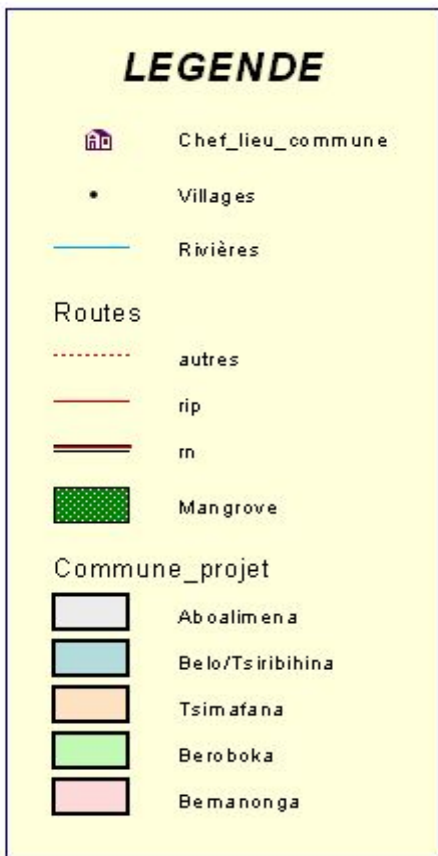 LEGENDE
Chef_lieu_commune
Villages
Rivières
Routes
autres
rip
rn
Mangrove
Commune_projet
Aboalimena
Belo/Tsiribihina
Tsimafana
Beroboka
Bemanonga